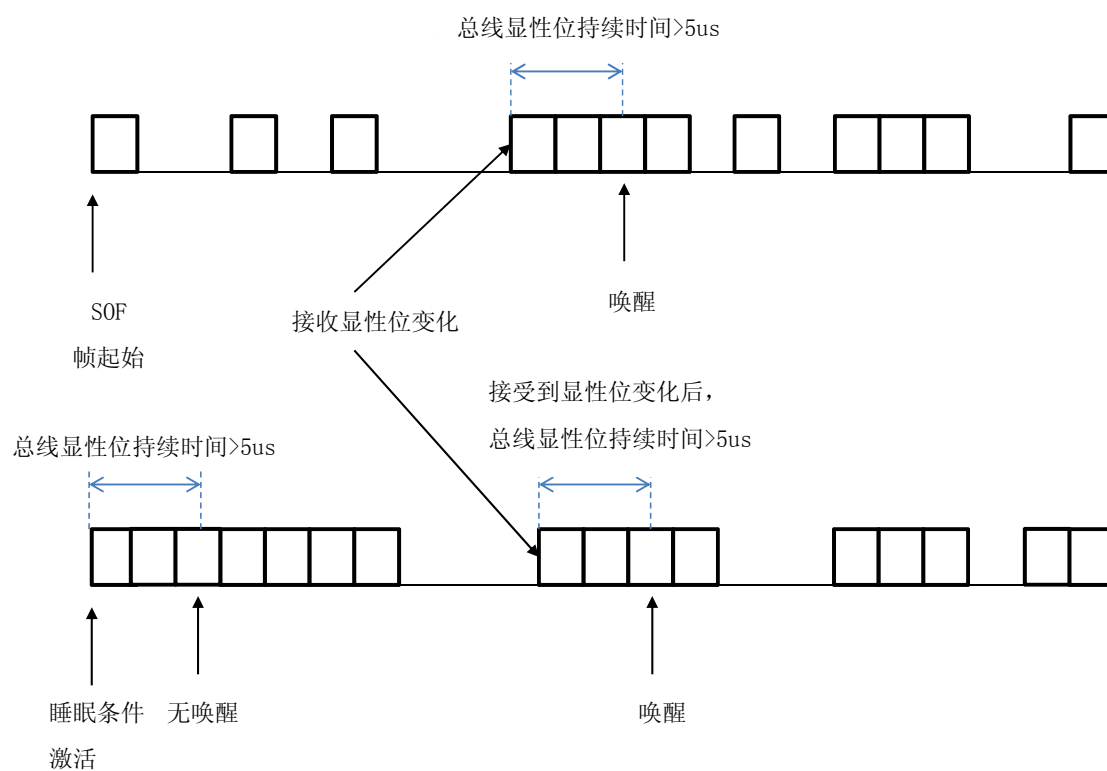 总线显性位持续时间>5us
唤醒
SOF
帧起始
接收显性位变化
接受到显性位变化后,
总线显性位持续时间>5us
总线显性位持续时间>5us
睡眠条件
激活
无唤醒
唤醒